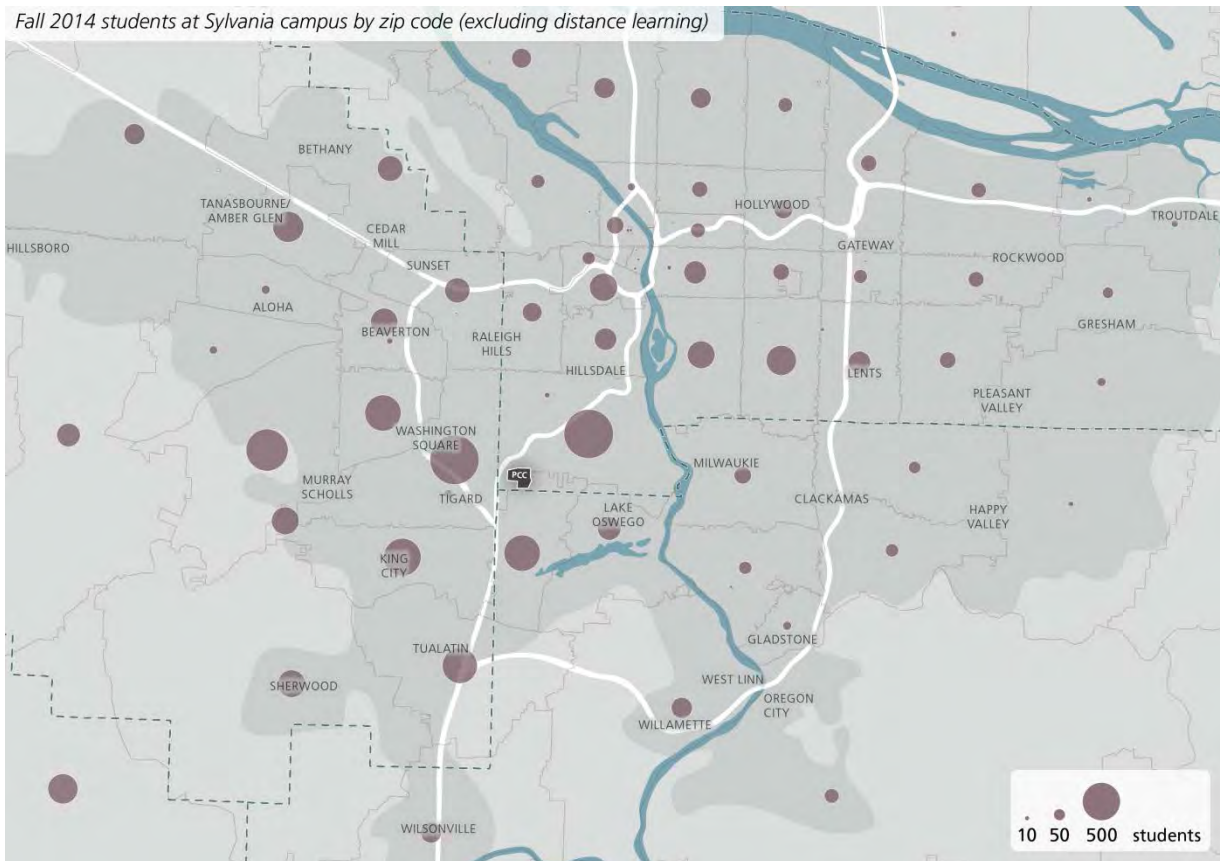 Fall 2014 students at Sylvania campus by zip code (excluding distance learning)
BETHANY
TANASBOURNE/
AMBER GLEN
CEDAR
MILL
HOLLYWOOD
TROUTDALE
HILLSBORO
SUNSET
GATEWAY
ROCKWOOD
ALOHA
BEAVERTON
RALEIGH
HILLS
GRESHAM
HILLSDALE
LENTS
PLEASANT
VALLEY
WASHINGTON
SQUARE
MILWAUKIE
PCC
MURRAY
SCHOLLS
TIGARD
CLACKAMAS
LAKE
OSWEGO
HAPPY
VALLEY
KING
CITY
GLADSTONE
TUALATIN
WEST LINN
SHERWOOD
OREGON
CITY
WILLAMETTE
WILSONVILLE
10 50 500 students